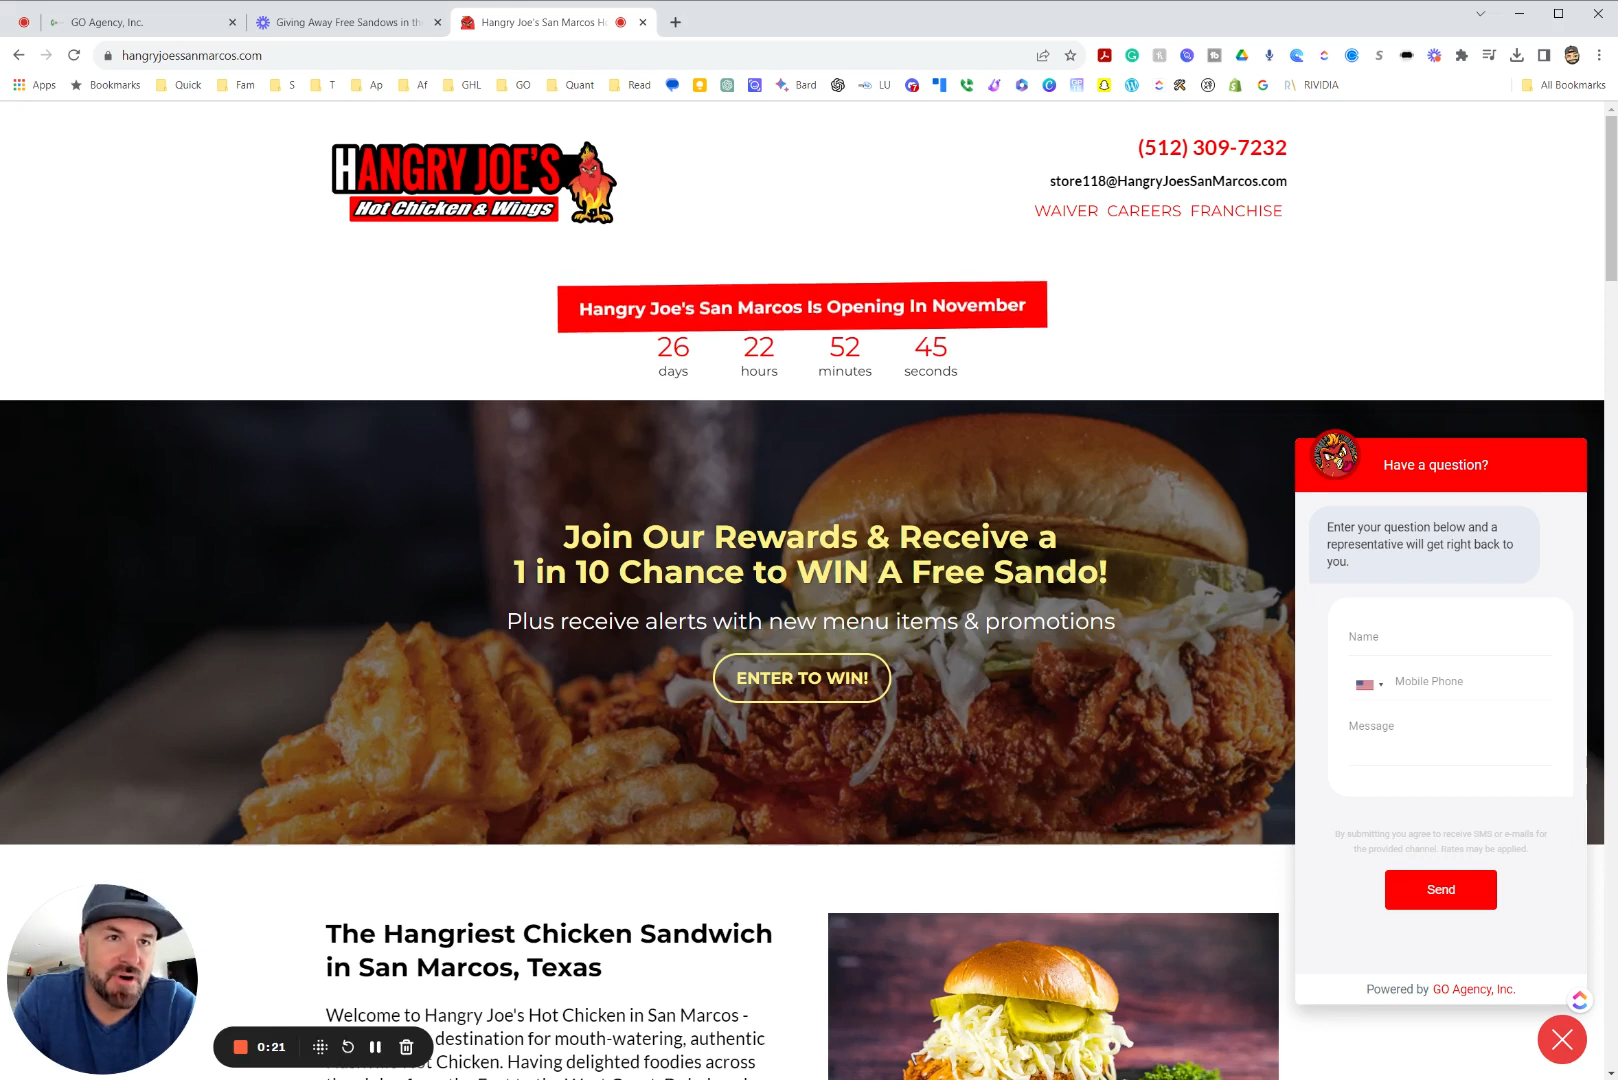 GO Agency, Inc.
Giving Away Free Sandows in the
Hangry Joe's San Marcos H
hangryjoessanmarcos.com
Apps
Bookmarks
Quick
Fam
S
T
Ap
Af
GHL
GO
Quant
Read
Bard
LU
RIVIDIA
All Bookmarks
HANGRY JOE'S
Hot Chicken & Wings
(512) 309-7232
store118@HangryJoesSanMarcos.com
WAIVER CAREERS FRANCHISE
Hangry Joe's San Marcos Is Opening In November
26 22 52 45
days hours minutes seconds
Join Our Rewards & Receive a
1 in 10 Chance to WIN A Free Sando!
Plus receive alerts with new menu items & promotions
ENTER TO WIN!
Have a question?
Enter your question below and a
representative will get right back to
you.
Name
Mobile Phone
Message
By submitting you agree to receive SMS or e-mails for
the provided channel. Rates may be applied.
Send
Powered by GO Agency, Inc.
The Hangriest Chicken Sandwich
in San Marcos, Texas
Welcome to Hangry Joe's Hot Chicken in San Marcos -
destination for mouth-watering, authentic
Chicken. Having delighted foodies across
0:21